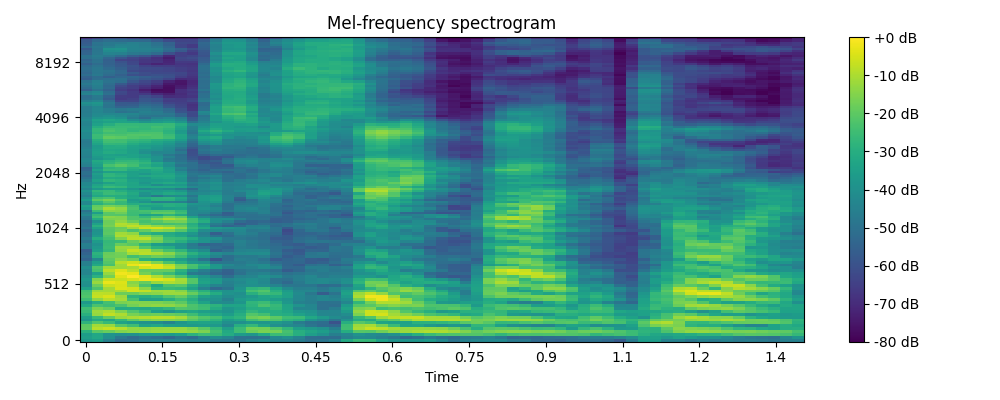 Mel-frequency spectrogram
Hz
8192
4096
2048
1024
512
0
0 0.15 0.3 0.45 0.6 0.75 0.9 1.1 1.2 1.4
Time
+0 dB
-10 dB
-20 dB
-30 dB
-40 dB
-50 dB
-60 dB
-70 dB
-80 dB